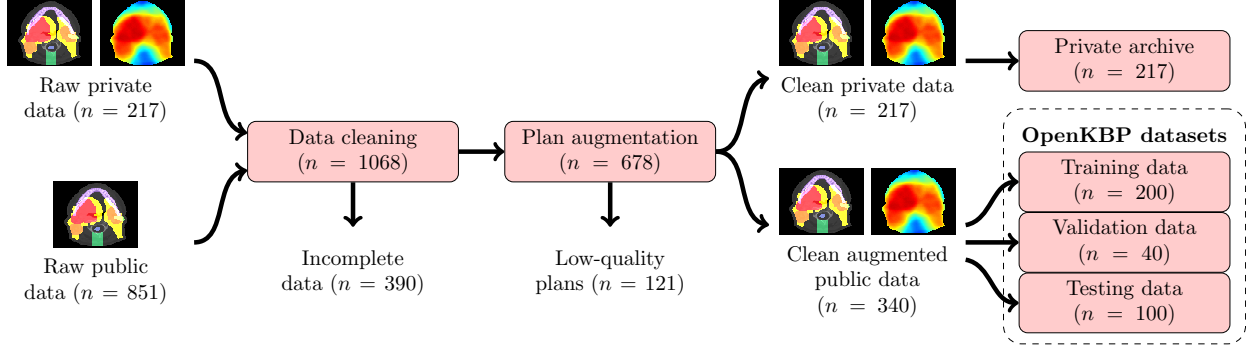 Raw private
data (n = 217)
Raw public
data (n = 851)
Data cleaning
(n = 1068)
Incomplete
data (n = 390)
Plan augmentation
(n = 678)
Low-quality
plans (n = 121)
Clean private data
(n = 217)
Clean augmented
public data
(n = 340)
Private archive
(n = 217)
OpenKBP datasets
Training data
(n = 200)
Validation data
(n = 40)
Testing data
(n = 100)